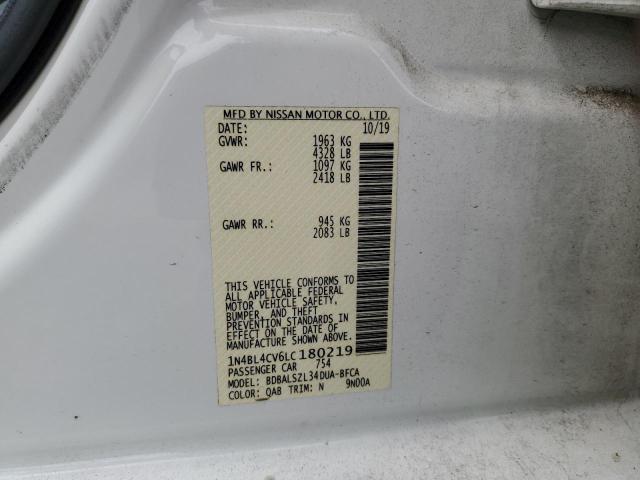 MFD BY NISSAN MOTOR CO., LTD.
DATE: 10/19
GVWR: 1963 KG
4328 LB
GAWR FR.: 1097 KG
2418 LB
GAWR RR.: 945 KG
2083 LB
THIS VEHICLE CONFORMS TO
ALL APPLICABLE FEDERAL
MOTOR VEHICLE SAFETY,
BUMPER, AND THEFT
PREVENTION STANDARDS IN
EFFECT ON THE DATE OF
MANUFACTURE SHOWN ABOVE.
1N4BL4CV6LC180219
PASSENGER CAR 754
MODEL: BDBALSZL34DUA-BFCA
COLOR: QAB TRIM: N 9N00A